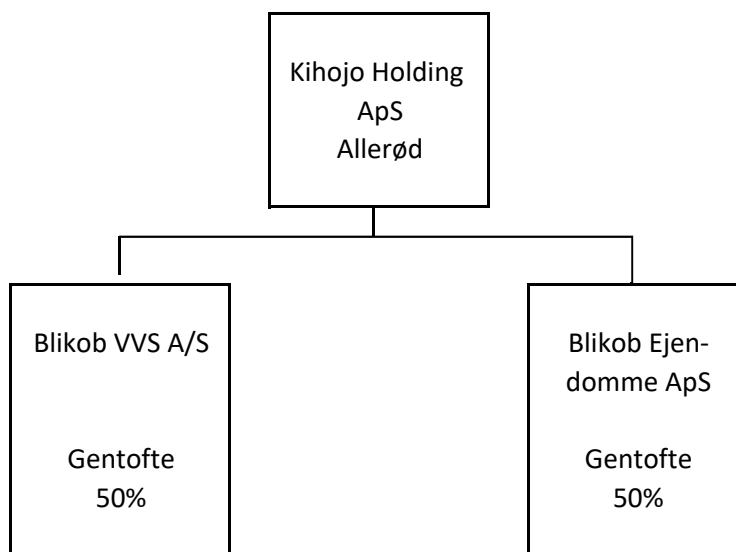 Kihojo Holding
ApS
Allerød
Blikob VVS A/S
Gentofte
50%
Blikob Ejen-
domme ApS
Gentofte
50%